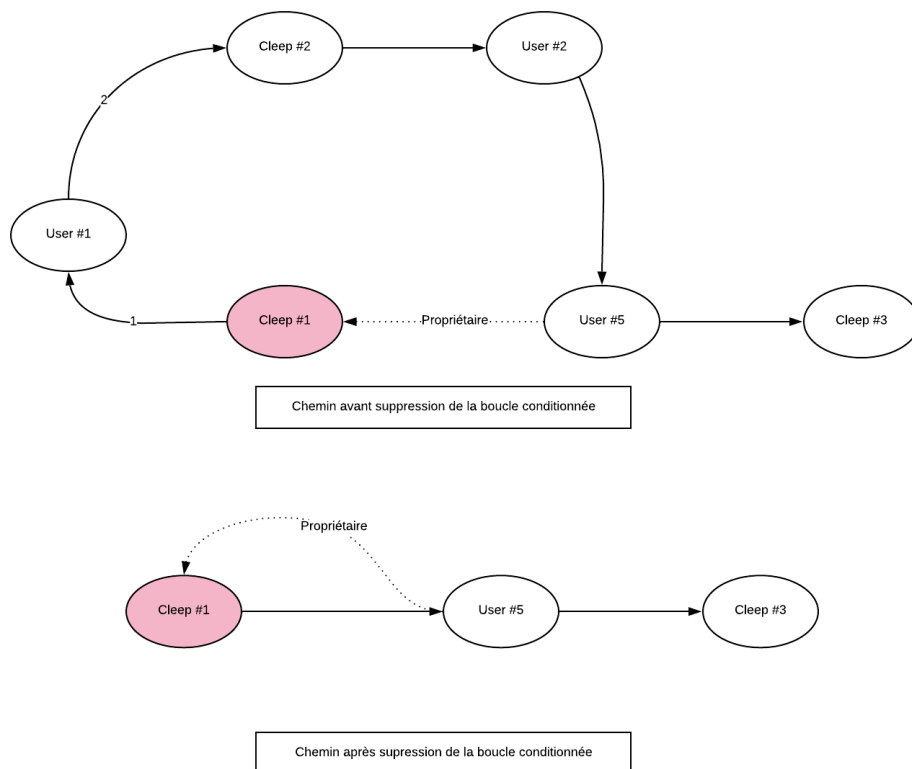 Cleep #2
User #2
2
User #1
1
Cleep #1
Propriétaire
User #5
Cleep #3
Chemin avant suppression de la boucle conditionnée
Propriétaire
Cleep #1
User #5
Cleep #3
Chemin après supression de la boucle conditionnée